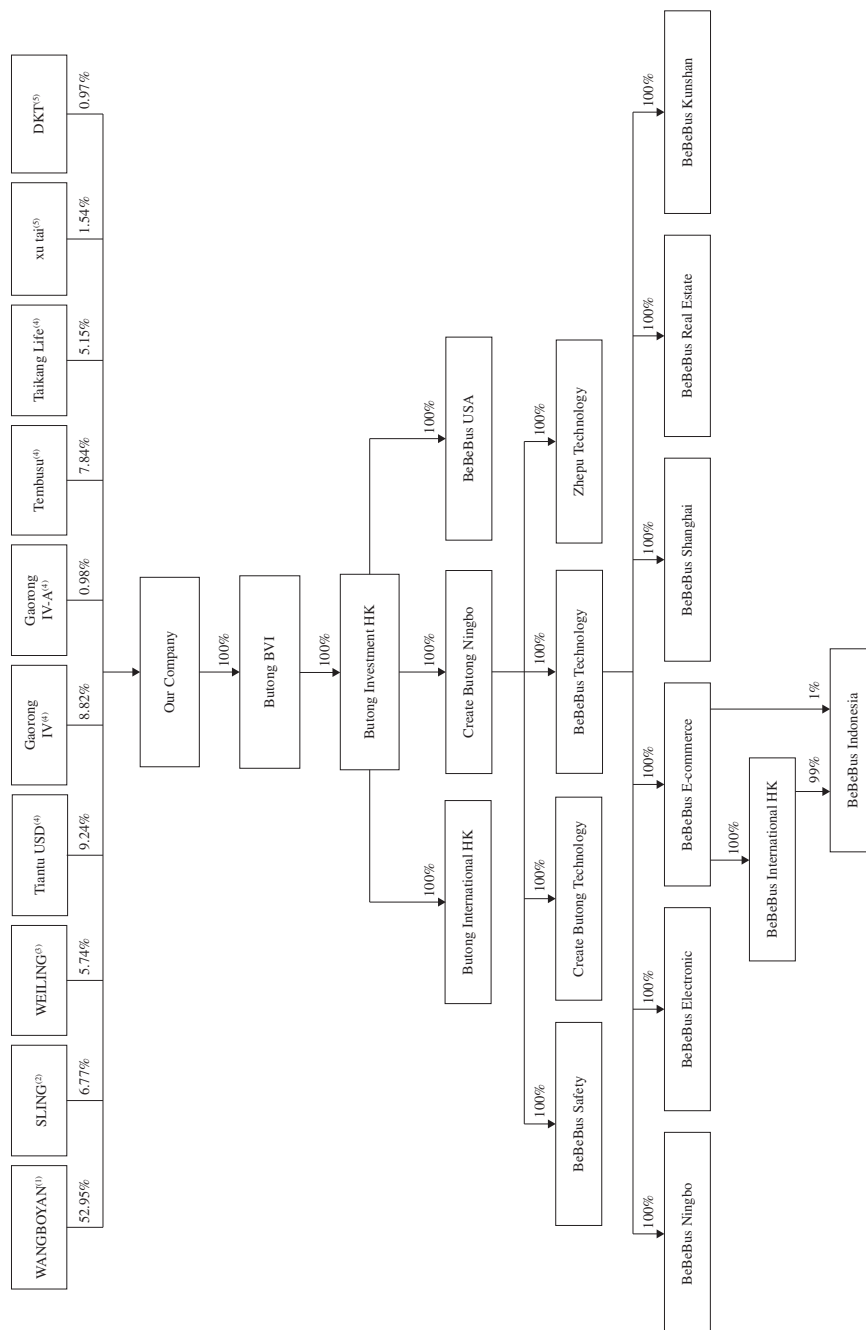 WANGBOYAN(1)
SLING(2)
WEILING(3)
Tiantu USD(4)
Gaorong
IV(4)
Gaorong
IV-A(4)
Tembusu(4)
Taikang Life(4)
xu tai(5)
DKT(5)
52.95%
6.77%
5.74%
9.24%
8.82%
0.98%
7.84%
5.15%
1.54%
0.97%
Our Company
100%
Butong BVI
100%
Butong Investment HK
100%
100%
100%
Butong International HK
Create Butong Ningbo
BeBeBus USA
100%
100%
100%
100%
BeBeBus Safety
Create Butong Technology
BeBeBus Technology
Zhepu Technology
100%
100%
100%
100%
100%
100%
BeBeBus Ningbo
BeBeBus Electronic
BeBeBus E-commerce
BeBeBus Shanghai
BeBeBus Real Estate
BeBeBus Kunshan
100%
1%
BeBeBus International HK
99%
BeBeBus Indonesia